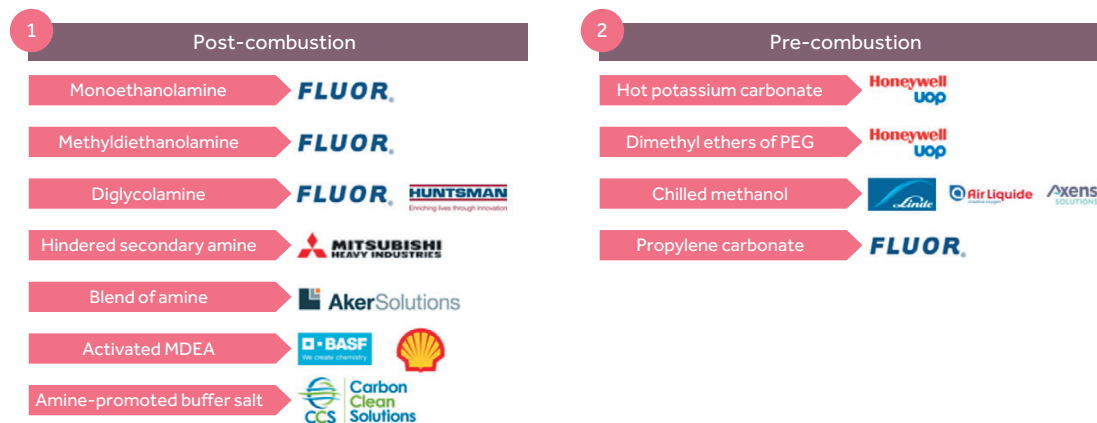 1
Post-combustion
Monoethanolamine
FLUOR®
Methyldiethanolamine
FLUOR®
Diglycolamine
FLUOR®
HUNTSMAN
Enriching lives through innovation
Hindered secondary amine
MITSUBISHI
HEAVY INDUSTRIES
Blend of amine
AkerSolutions
Activated MDEA
BASF
We create chemistry
Amine-promoted buffer salt
CCS
Carbon
Clean
Solutions
2
Pre-combustion
Hot potassium carbonate
Honeywell
UOP
Dimethyl ethers of PEG
Honeywell
UOP
Chilled methanol
Linde
Air Liquide
creative oxygen
Axens
SOLUTIONS
Propylene carbonate
FLUOR®